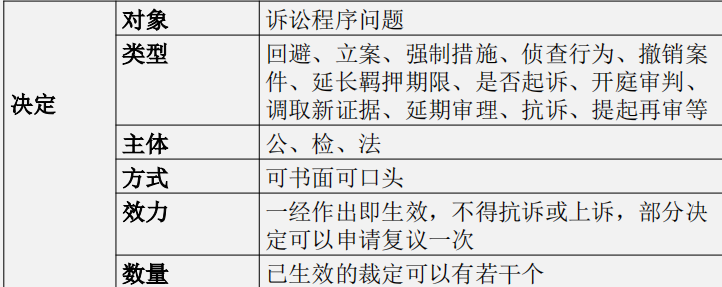 决定
对象
诉讼程序问题
类型
回避、立案、强制措施、侦查行为、撤销案
件、延长羁押期限、是否起诉、开庭审判、
调取新证据、延期审理、抗诉、提起再审等
主体
公、检、法
方式
可书面可口头
效力
一经作出即生效，不得抗诉或上诉，部分决
定可以申请复议一次
数量
已生效的裁定可以有若干个